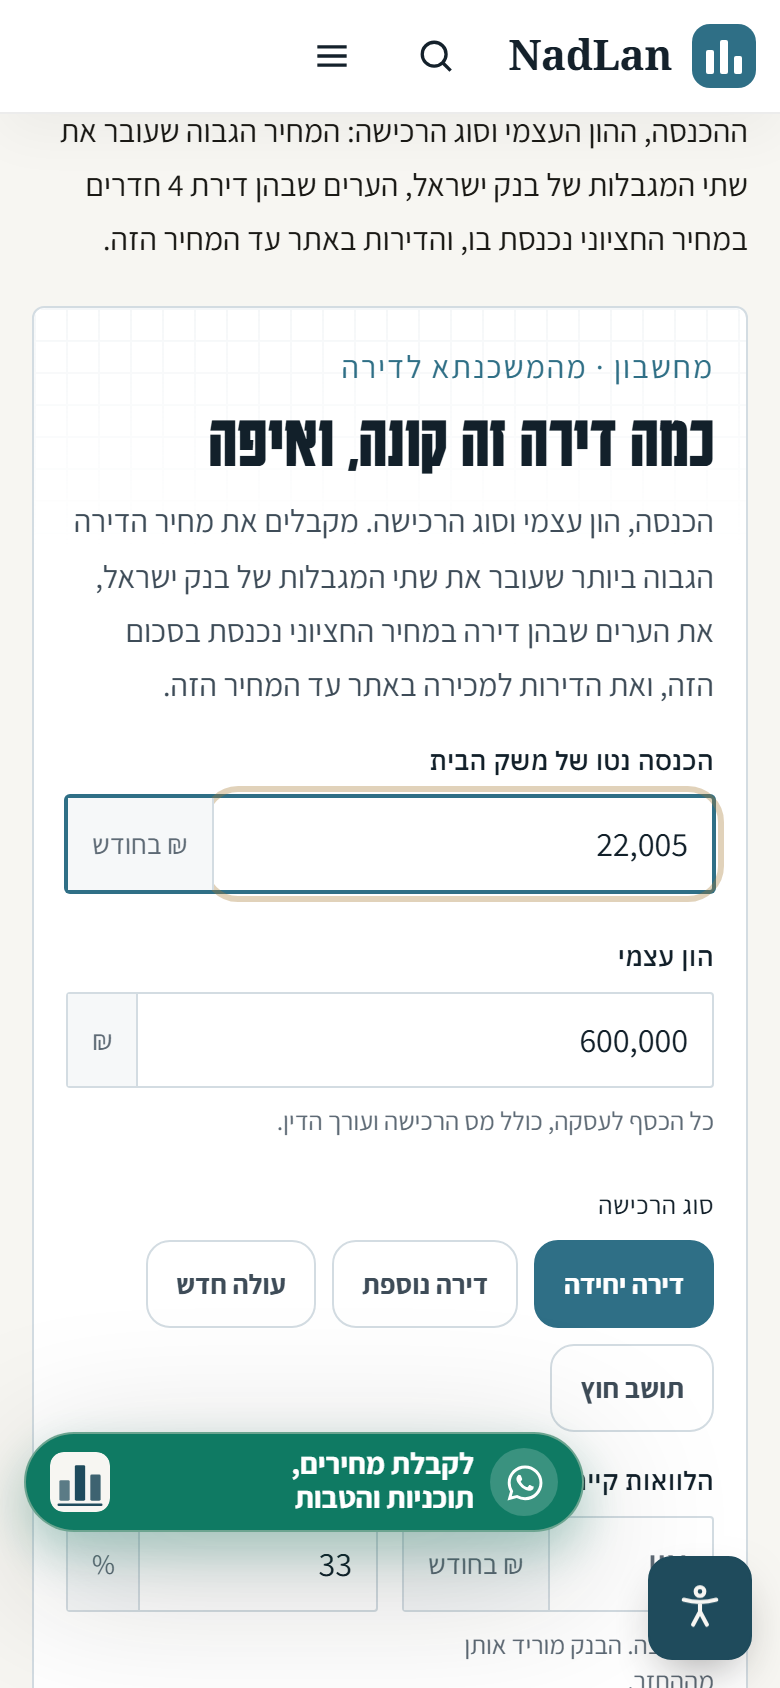 NadLan
ההכנסה, ההון העצמי וסוג הרכישה: המחיר הגבוה שעובר את
שתי המגבלות של בנק ישראל, הערים שבהן דירת 4 חדרים
במחיר החציוני נכנסת בו, והדירות באתר עד המחיר הזה.
מחשבון · מהמשכנתא לדירה
כמה דירה זה קונה, ואיפה
הכנסה, הון עצמי וסוג הרכישה. מקבלים את מחיר הדירה
הגבוה ביותר שעובר את שתי המגבלות של בנק ישראל,
את הערים שבהן דירה במחיר החציוני נכנסת בסכום
הזה, ואת הדירות למכירה באתר עד המחיר הזה.
הכנסה נטו של משק הבית
22,005 ₪ בחודש
הון עצמי
600,000 ₪
כל הכסף לעסקה, כולל מס הרכישה ועורך הדין.
סוג הרכישה
דירה יחידה דירה נוספת עולה חדש
תושב חוץ
לקבלת מחירים,
תוכניות והטבות
הלוואות
₪ בחודש 33 %
הבנק מוריד אותן
מההחזר.